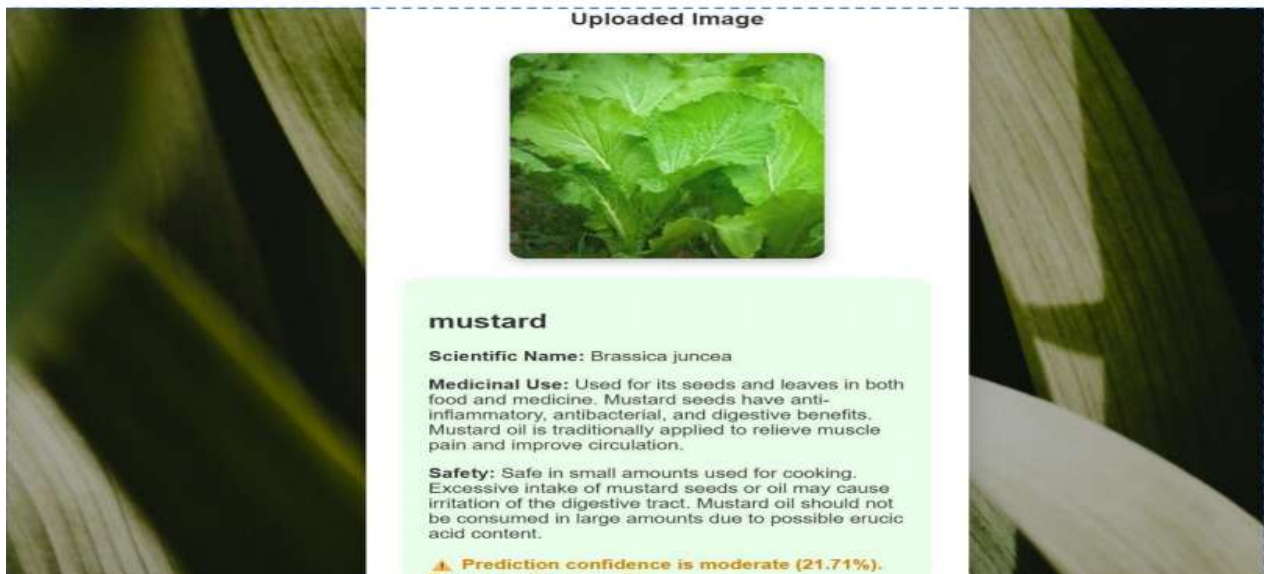 Uploaded Image
mustard
Scientific Name: Brassica juncea
Medicinal Use: Used for its seeds and leaves in both
food and medicine. Mustard seeds have anti-
inflammatory, antibacterial, and digestive benefits.
Mustard oil is traditionally applied to relieve muscle
pain and improve circulation.
Safety: Safe in small amounts used for cooking.
Excessive intake of mustard seeds or oil may cause
irritation of the digestive tract. Mustard oil should not
be consumed in large amounts due to possible erucic
acid content.
⚠ Prediction confidence is moderate (21.71%).